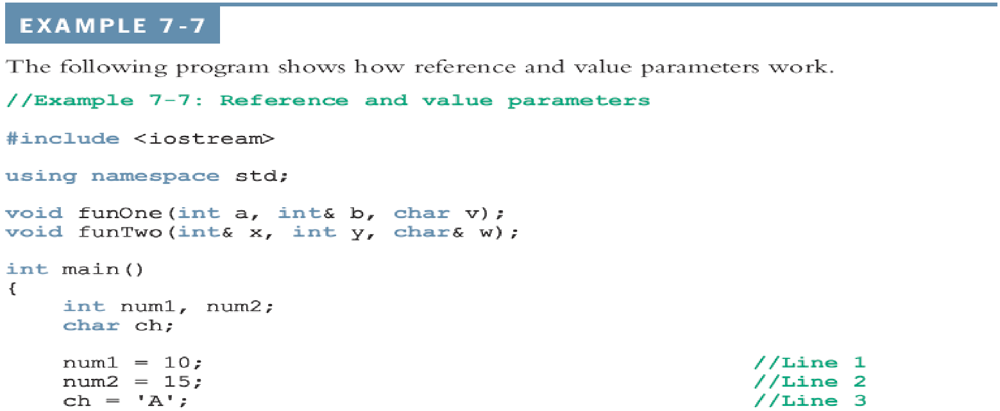 EXAMPLE 7-7
The following program shows how reference and value parameters work.
//Example 7-7: Reference and value parameters
#include <iostream>
using namespace std;
void funOne(int a, int& b, char v);
void funTwo(int& x, int y, char& w);
int main()
{
int num1, num2;
char ch;
num1 = 10; //Line 1
num2 = 15; //Line 2
ch = 'A'; //Line 3